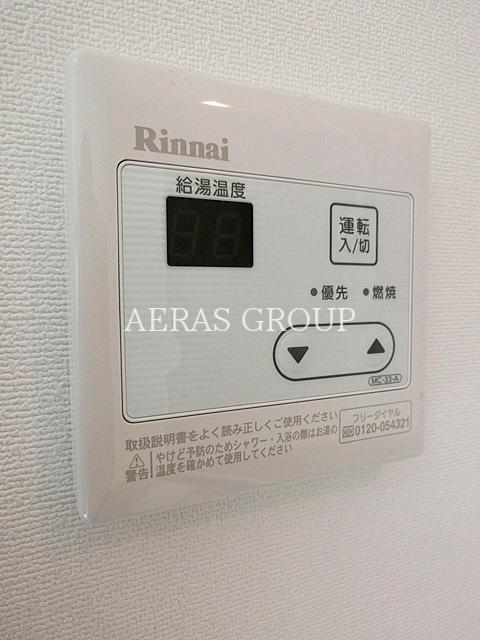 Rinnai
給湯温度
運転
入/切
優先 燃焼
AERAS GROUP
MC-33-A
取扱説明書をよく読み正しくご使用ください
警告
やけど予防のためシャワー・入浴の際はお湯の
温度を確かめて使用してください
フリーダイヤル
0120-054321